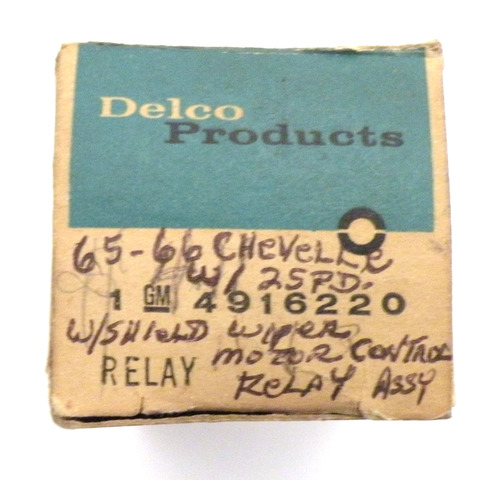 Delco
Products
65-66 CHEVELLE
W/ 2SPD.
1 GM 4916220
W/SHIELD WIPER
MOTOR CONTROL
RELAY
RELAY ASSY